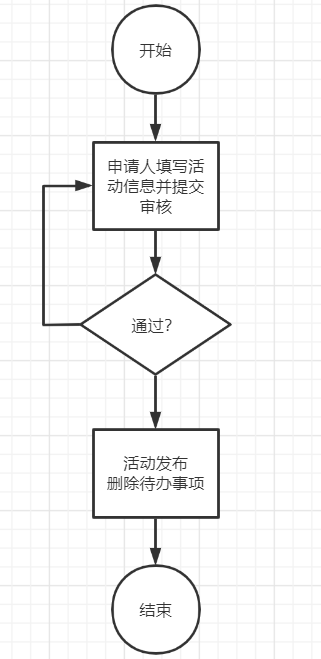 开始
申请人填写活
动信息并提交
审核
通过?
活动发布
删除待办事项
结束